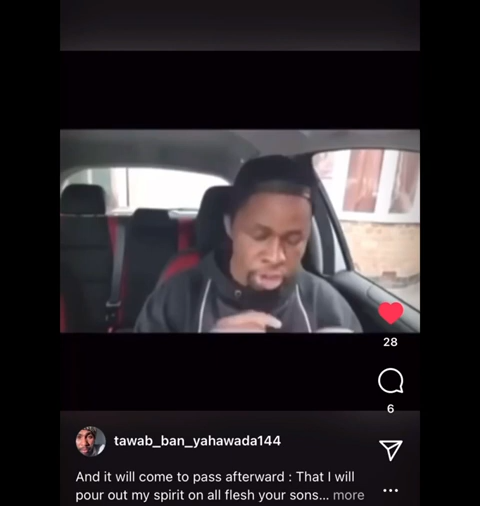 28
6
tawab_ban_yahawada144
And it will come to pass afterward : That I will
pour out my spirit on all flesh your sons... more